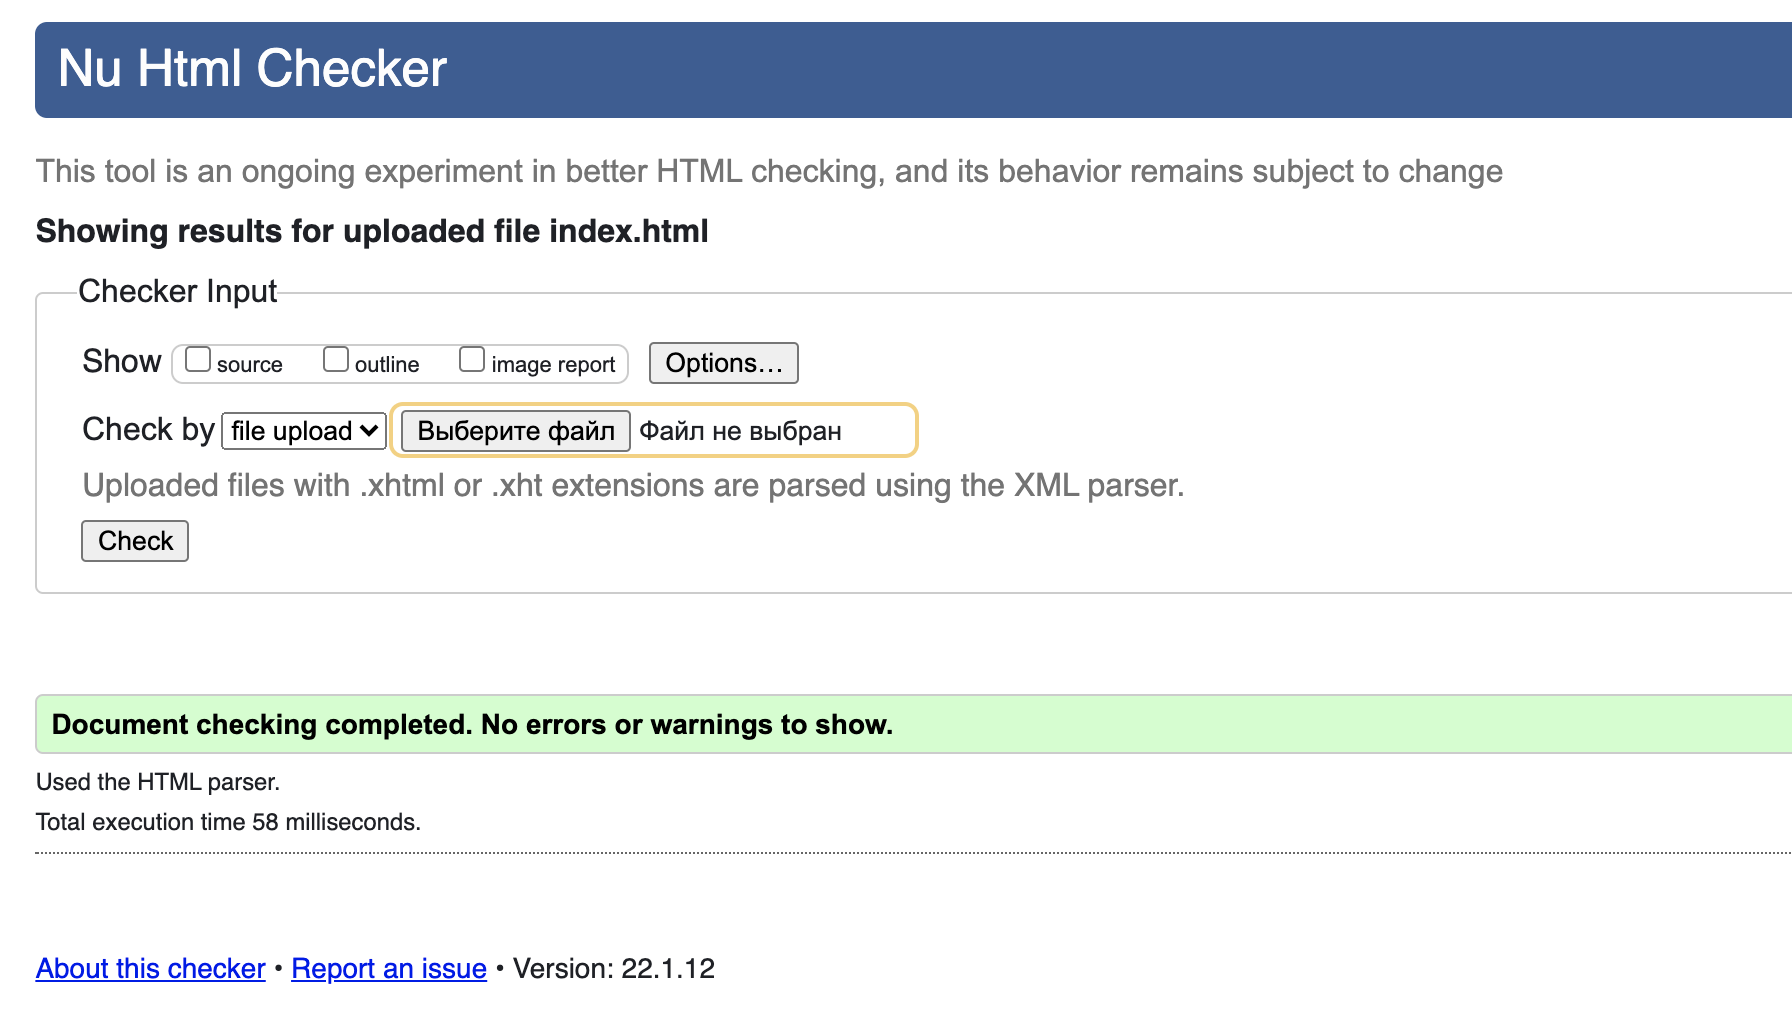 Nu Html Checker
This tool is an ongoing experiment in better HTML checking, and its behavior remains subject to change
Showing results for uploaded file index.html
Checker Input
Show source outline image report Options…
Check by file upload Выберите файл Файл не выбран
Uploaded files with .xhtml or .xht extensions are parsed using the XML parser.
Check
Document checking completed. No errors or warnings to show.
Used the HTML parser.
Total execution time 58 milliseconds.
About this checker • Report an issue • Version: 22.1.12